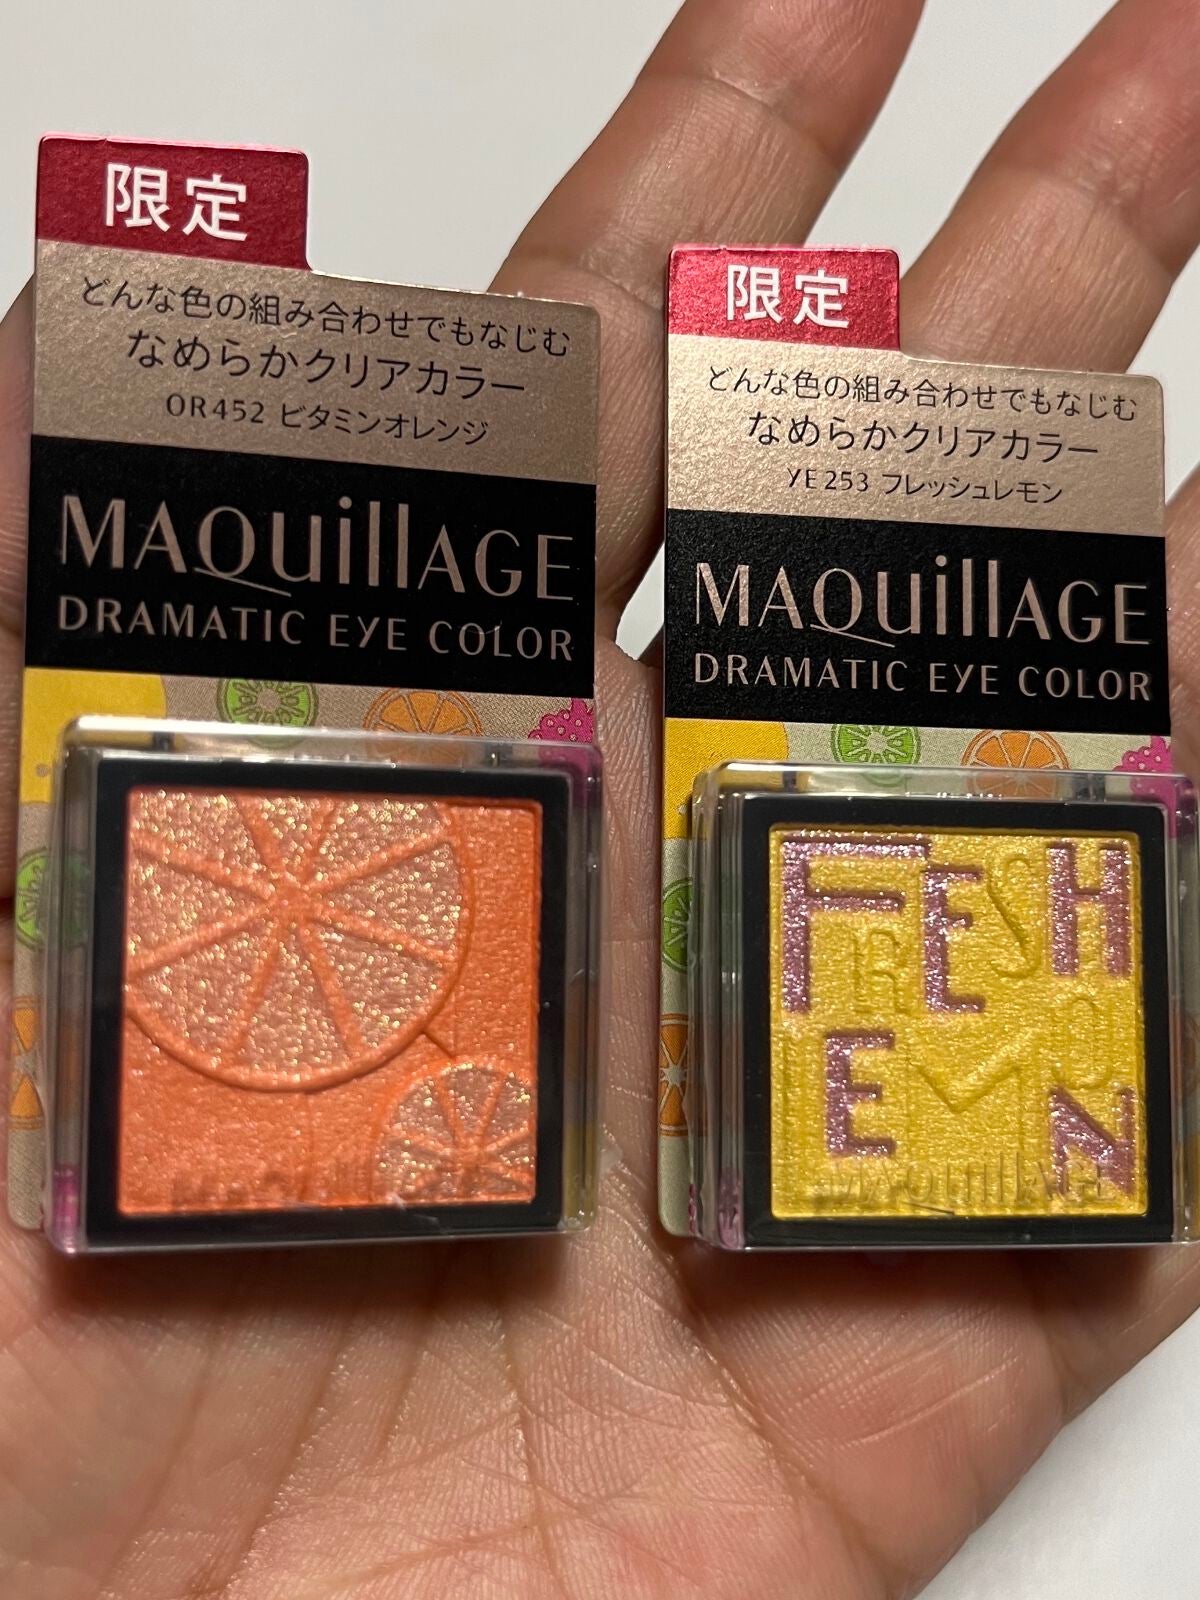 限定
どんな色の組み合わせでもなじむ
なめらかクリアカラー
OR452 ビタミンオレンジ
MAQuillAGE
DRAMATIC EYE COLOR
限定
どんな色の組み合わせでもなじむ
なめらかクリアカラー
YE253 フレッシュレモン
MAQuillAGE
DRAMATIC EYE COLOR
FRESH
LEMON
MAQuillAGE